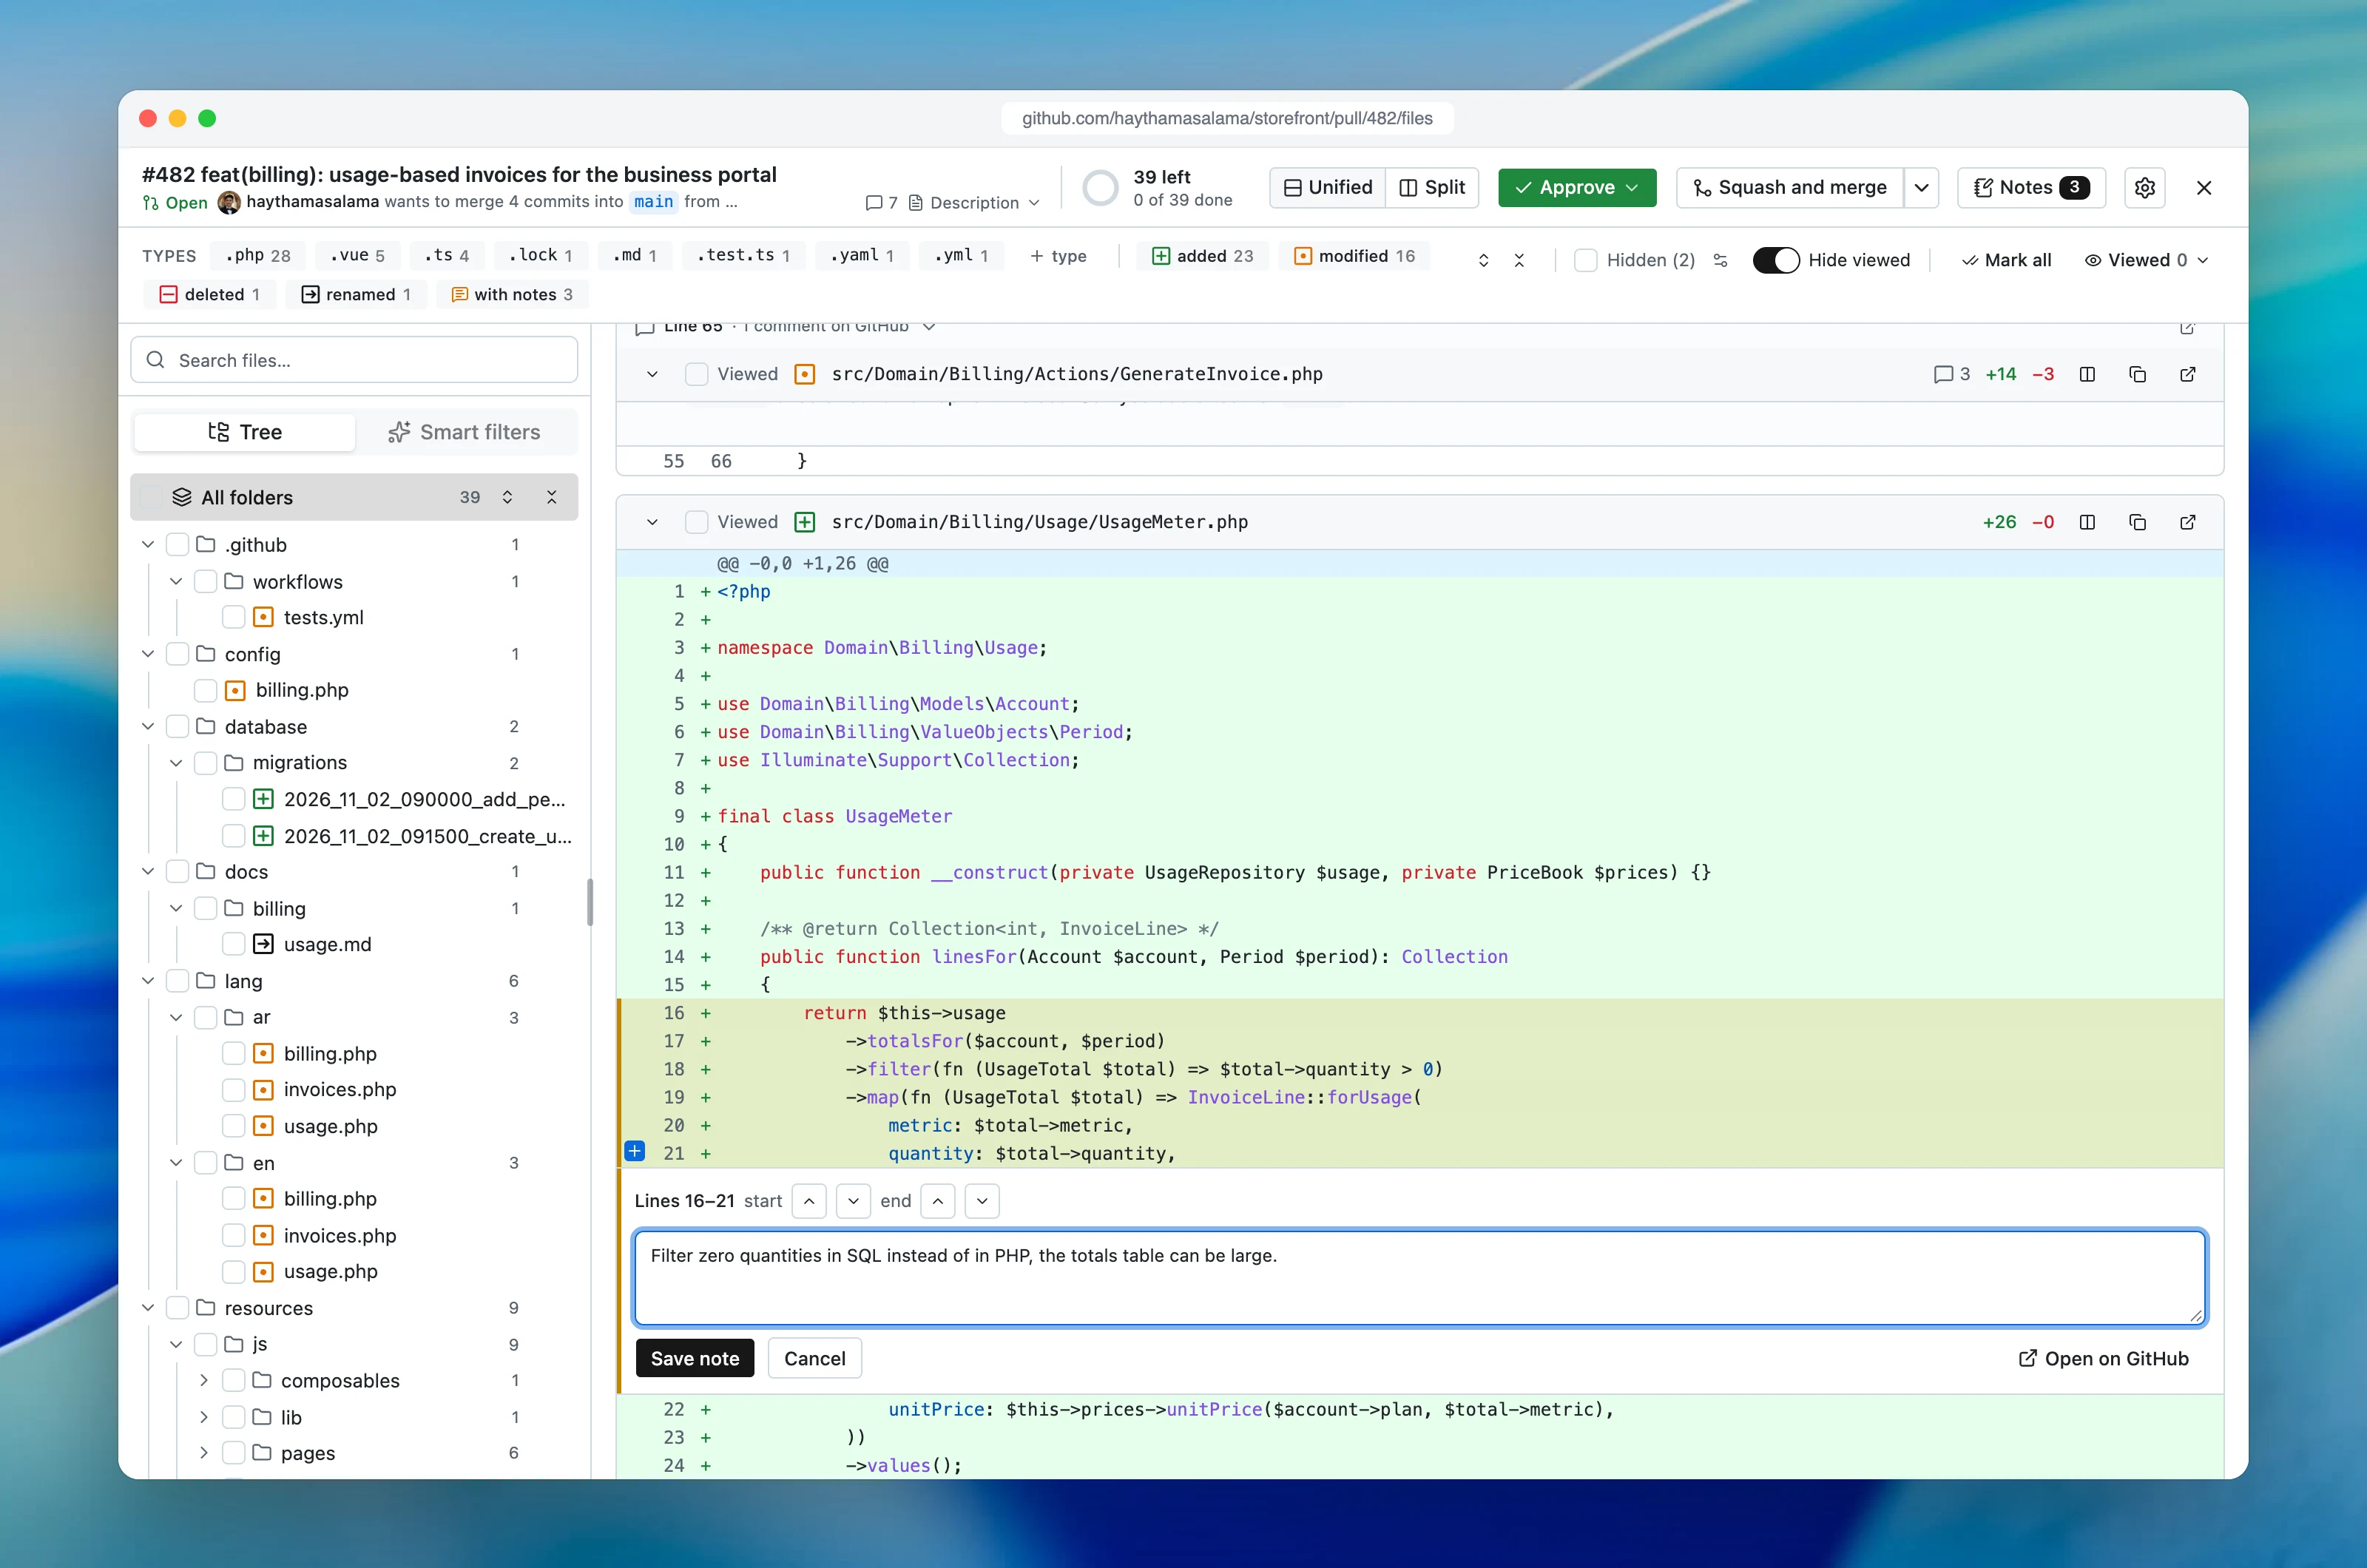 github.com/haythamasalama/storefront/pull/482/files
#482 feat(billing): usage-based invoices for the business portal
Open haythamasalama wants to merge 4 commits into main from ...
7 Description
39 left
0 of 39 done
Unified Split
Approve
Squash and merge
Notes 3
TYPES .php 28 .vue 5 .ts 4 .lock 1 .md 1 .test.ts 1 .yaml 1 .yml 1 + type added 23 modified 16
Hidden (2) Hide viewed Mark all Viewed 0
deleted 1 renamed 1 with notes 3
Search files...
Tree Smart filters
All folders 39
.github 1
workflows 1
tests.yml
config 1
billing.php
database 2
migrations 2
2026_11_02_090000_add_pe...
2026_11_02_091500_create_u...
docs 1
billing 1
usage.md
lang 6
ar 3
billing.php
invoices.php
usage.php
en 3
billing.php
invoices.php
usage.php
resources 9
js 9
composables 1
lib 1
pages 6
Line 65 · 1 comment on GitHub
Viewed src/Domain/Billing/Actions/GenerateInvoice.php 3 +14 −3
55 66 }
Viewed src/Domain/Billing/Usage/UsageMeter.php +26 −0
@@ -0,0 +1,26 @@
1 + <?php
2 +
3 + namespace Domain\Billing\Usage;
4 +
5 + use Domain\Billing\Models\Account;
6 + use Domain\Billing\ValueObjects\Period;
7 + use Illuminate\Support\Collection;
8 +
9 + final class UsageMeter
10 + {
11 + public function __construct(private UsageRepository $usage, private PriceBook $prices) {}
12 +
13 + /** @return Collection<int, InvoiceLine> */
14 + public function linesFor(Account $account, Period $period): Collection
15 + {
16 + return $this->usage
17 + ->totalsFor($account, $period)
18 + ->filter(fn (UsageTotal $total) => $total->quantity > 0)
19 + ->map(fn (UsageTotal $total) => InvoiceLine::forUsage(
20 + metric: $total->metric,
21 + quantity: $total->quantity,
Lines 16–21 start end
Filter zero quantities in SQL instead of in PHP, the totals table can be large.
Save note Cancel
Open on GitHub
22 + unitPrice: $this->prices->unitPrice($account->plan, $total->metric),
23 + ))
24 + ->values();